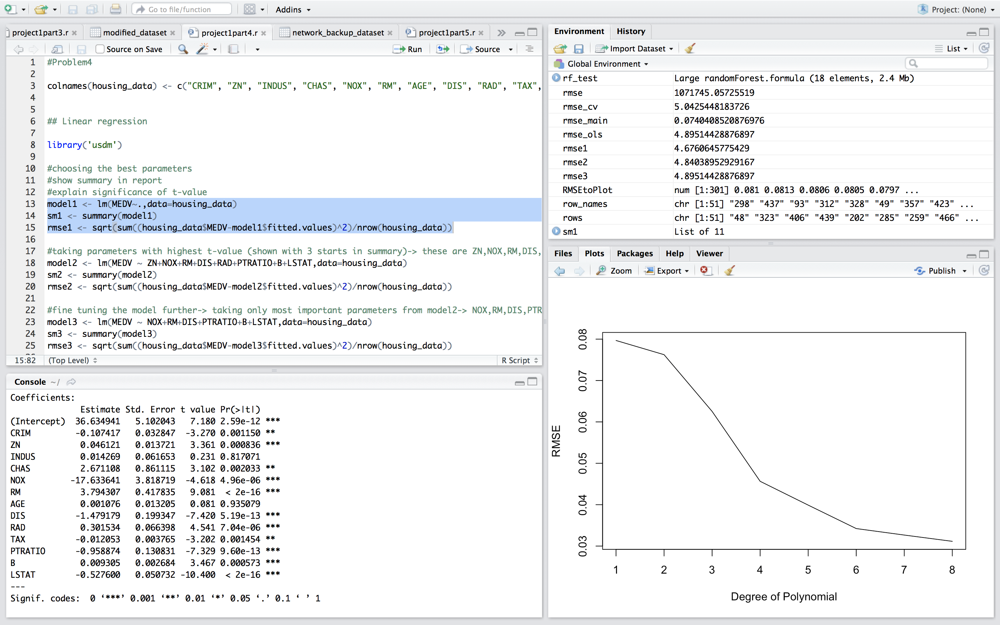 Go to file/function
Addins
Project: (None)
project1part3.r
modified_dataset
project1part4.r
network_backup_dataset
project1part5.r
Source on Save
Run
Source
1 #Problem4
2
3 colnames(housing_data) <- c("CRIM", "ZN", "INDUS", "CHAS", "NOX", "RM", "AGE", "DIS", "RAD", "TAX",
4
5
6 ## Linear regression
7
8 library('usdm')
9
10 #choosing the best parameters
11 #show summary in report
12 #explain significance of t-value
13 model1 <- lm(MEDV~.,data=housing_data)
14 sm1 <- summary(model1)
15 rmse1 <- sqrt(sum((housing_data$MEDV-model1$fitted.values)^2)/nrow(housing_data))
16
17 #taking parameters with highest t-value (shown with 3 starts in summary)-> these are ZN,NOX,RM,DIS,
18 model2 <- lm(MEDV ~ ZN+NOX+RM+DIS+RAD+PTRATIO+B+LSTAT,data=housing_data)
19 sm2 <- summary(model2)
20 rmse2 <- sqrt(sum((housing_data$MEDV-model2$fitted.values)^2)/nrow(housing_data))
21
22 #fine tuning the model further-> taking only most important parameters from model2-> NOX,RM,DIS,PTR
23 model3 <- lm(MEDV ~ NOX+RM+DIS+PTRATIO+B+LSTAT,data=housing_data)
24 sm3 <- summary(model3)
25 rmse3 <- sqrt(sum((housing_data$MEDV-model3$fitted.values)^2)/nrow(housing_data))
15:82 (Top Level) R Script
Console ~/
Coefficients:
Estimate Std. Error t value Pr(>|t|)
(Intercept) 36.634941 5.102043 7.180 2.59e-12 ***
CRIM -0.107417 0.032847 -3.270 0.001150 **
ZN 0.046121 0.013721 3.361 0.000836 ***
INDUS 0.014269 0.061653 0.231 0.817071
CHAS 2.671108 0.861115 3.102 0.002033 **
NOX -17.633641 3.818719 -4.618 4.96e-06 ***
RM 3.794307 0.417835 9.081 < 2e-16 ***
AGE 0.001076 0.013205 0.081 0.935079
DIS -1.479179 0.199347 -7.420 5.19e-13 ***
RAD 0.301534 0.066398 4.541 7.04e-06 ***
TAX -0.012053 0.003765 -3.202 0.001454 **
PTRATIO -0.958874 0.130831 -7.329 9.60e-13 ***
B 0.009305 0.002684 3.467 0.000573 ***
LSTAT -0.527600 0.050732 -10.400 < 2e-16 ***
---
Signif. codes: 0 ‘***’ 0.001 ‘**’ 0.01 ‘*’ 0.05 ‘.’ 0.1 ‘ ’ 1
Environment History
Import Dataset
List
Global Environment
rf_test Large randomForest.formula (18 elements, 2.4 Mb)
rmse 1071745.05725519
rmse_cv 5.0425448183726
rmse_main 0.0740408520876976
rmse_ols 4.89514428876897
rmse1 4.6760645775429
rmse2 4.84038952929167
rmse3 4.89514428876897
RMSEtoPlot num [1:301] 0.081 0.0813 0.0806 0.0805 0.0797 ...
row_names chr [1:51] "298" "437" "93" "312" "328" "49" "357" "423" ...
rows chr [1:51] "48" "323" "406" "439" "202" "285" "259" "466" ...
sm1 List of 11
Files Plots Packages Help Viewer
Zoom Export Publish
RMSE
0.08
0.07
0.06
0.05
0.04
0.03
1 2 3 4 5 6 7 8
Degree of Polynomial